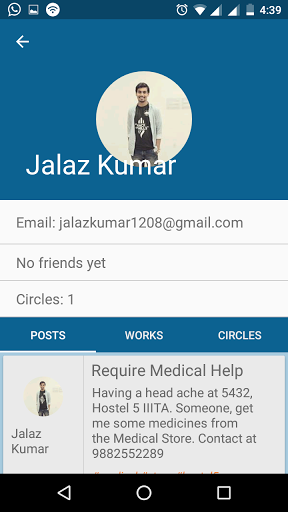 4:39
Jalaz Kumar
Email: jalazkumar1208@gmail.com
No friends yet
Circles: 1
POSTS WORKS CIRCLES
Jalaz
Kumar
Require Medical Help
Having a head ache at 5432,
Hostel 5 IIITA. Someone, get
me some medicines from
the Medical Store. Contact at
9882552289